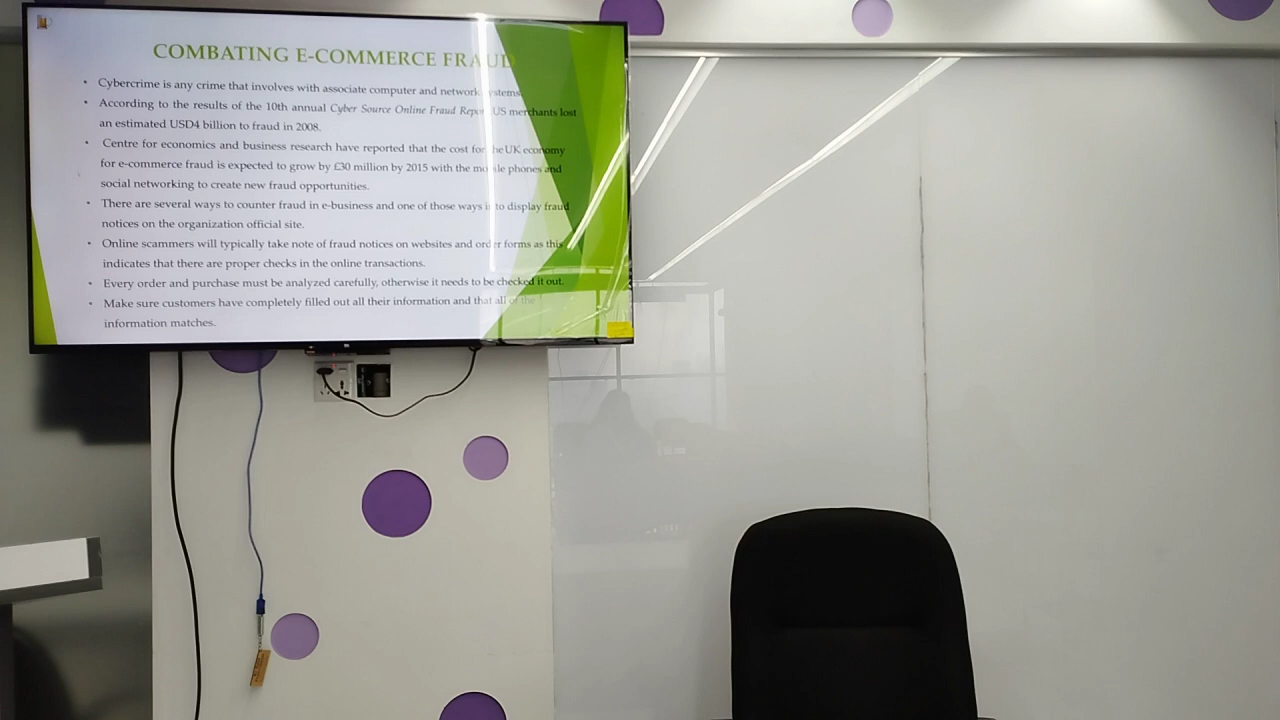 COMBATING E-COMMERCE FRAUD
• Cybercrime is any crime that involves with associate computer and network systems.
• According to the results of the 10th annual Cyber Source Online Fraud Report, US merchants lost
an estimated USD4 billion to fraud in 2008.
• Centre for economics and business research have reported that the cost for the UK economy
for e-commerce fraud is expected to grow by £30 million by 2015 with the mobile phones and
social networking to create new fraud opportunities.
• There are several ways to counter fraud in e-business and one of those ways is to display fraud
notices on the organization official site.
• Online scammers will typically take note of fraud notices on websites and order forms as this
indicates that there are proper checks in the online transactions.
• Every order and purchase must be analyzed carefully, otherwise it needs to be checked it out.
• Make sure customers have completely filled out all their information and that all of the
information matches.